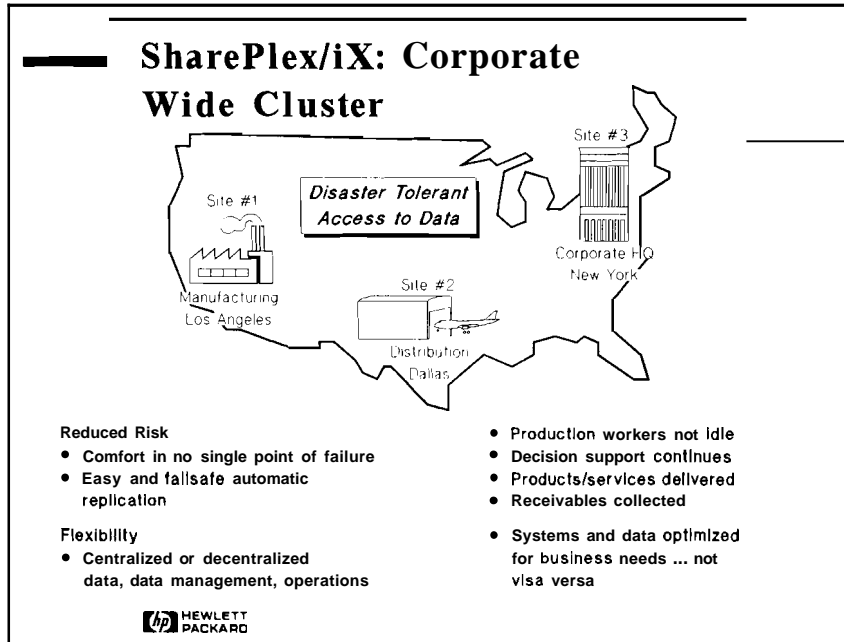 SharePlex/iX: Corporate
Wide Cluster
Site #3
Disaster Tolerant
Access to Data
Site #1
Corporate HQ
New York
Site #2
Manufacturing
Los Angeles
Distribution
Dallas
Reduced Risk
• Comfort in no single point of failure
• Easy and failsafe automatic
replication
Flexibility
• Centralized or decentralized
data, data management, operations
• Production workers not idle
• Decision support continues
• Products/services delivered
• Receivables collected
• Systems and data optimized
for business needs ... not
visa versa
hp HEWLETT
PACKARD